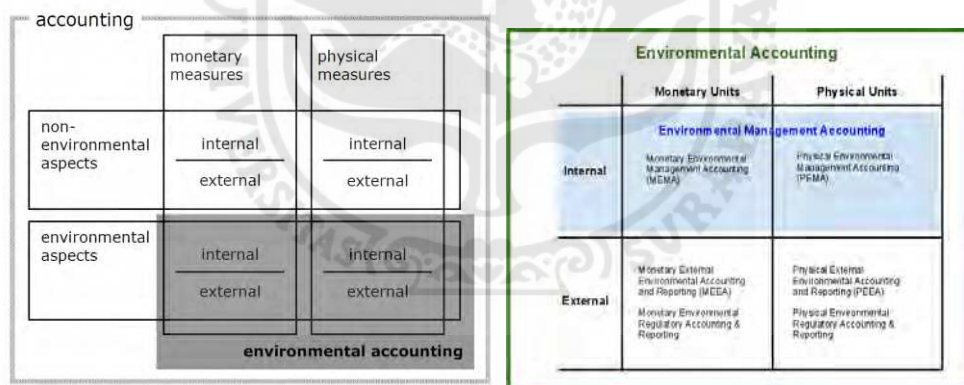 accounting
monetary
measures
physical
measures
non-
environmental
aspects
internal
external
internal
external
environmental
aspects
internal
external
internal
external
environmental accounting
Environmental Accounting
Monetary Units
Physical Units
Environmental Management Accounting
Internal
Monetary Environmental
Management Accounting
(MEMA)
Physical Environmental
Management Accounting
(PEMA)
External
Monetary External
Environmental Accounting
and Reporting (MEEA)
Monetary Environmental
Regulatory Accounting &
Reporting
Physical External
Environmental Accounting
and Reporting (PEEA)
Physical Environmental
Regulatory Accounting &
Reporting